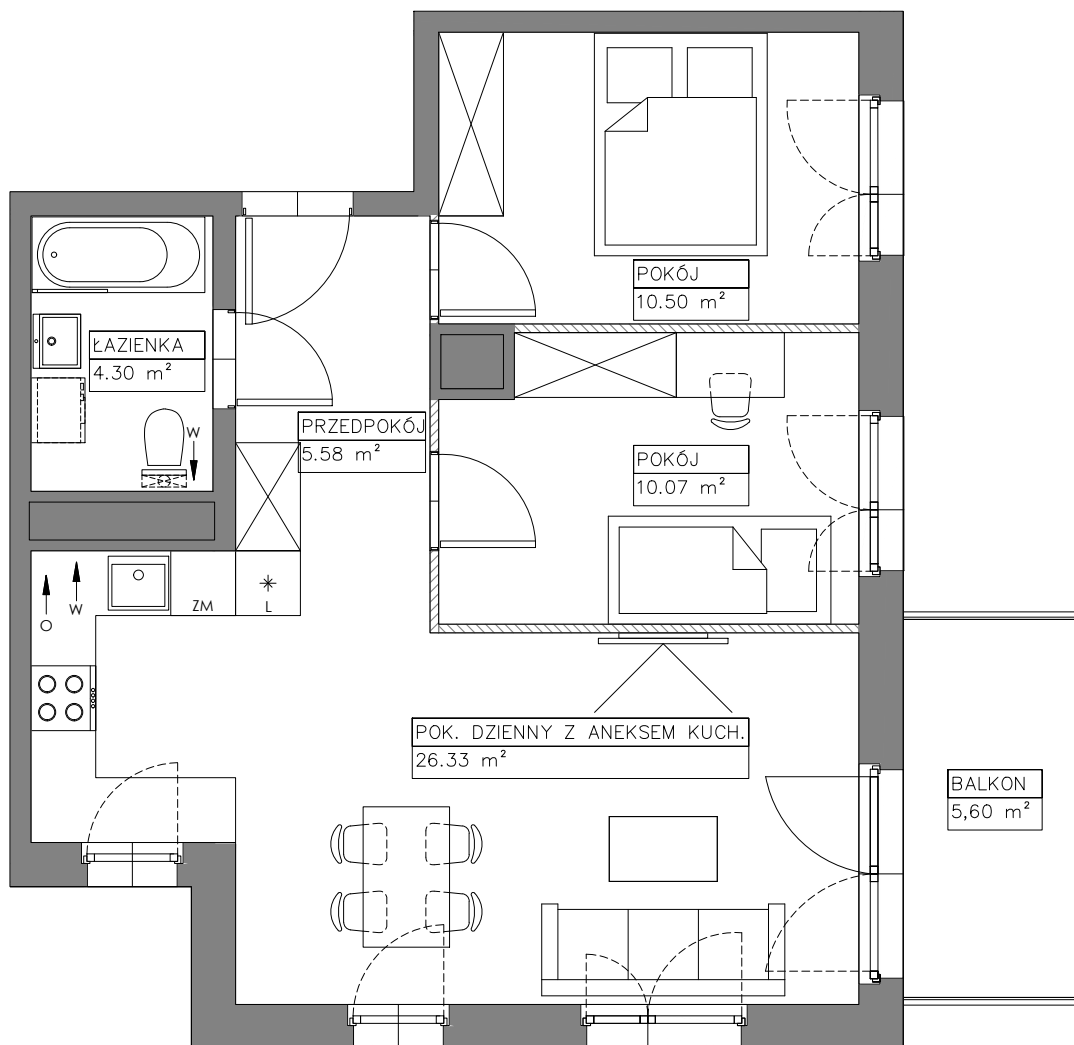 POKÓJ
10.50 m²
ŁAZIENKA
4.30 m²
W
PRZEDPOKÓJ
5.58 m²
POKÓJ
10.07 m²
W
ZM
L
POK. DZIENNY Z ANEKSEM KUCH.
26.33 m²
BALKON
5,60 m²